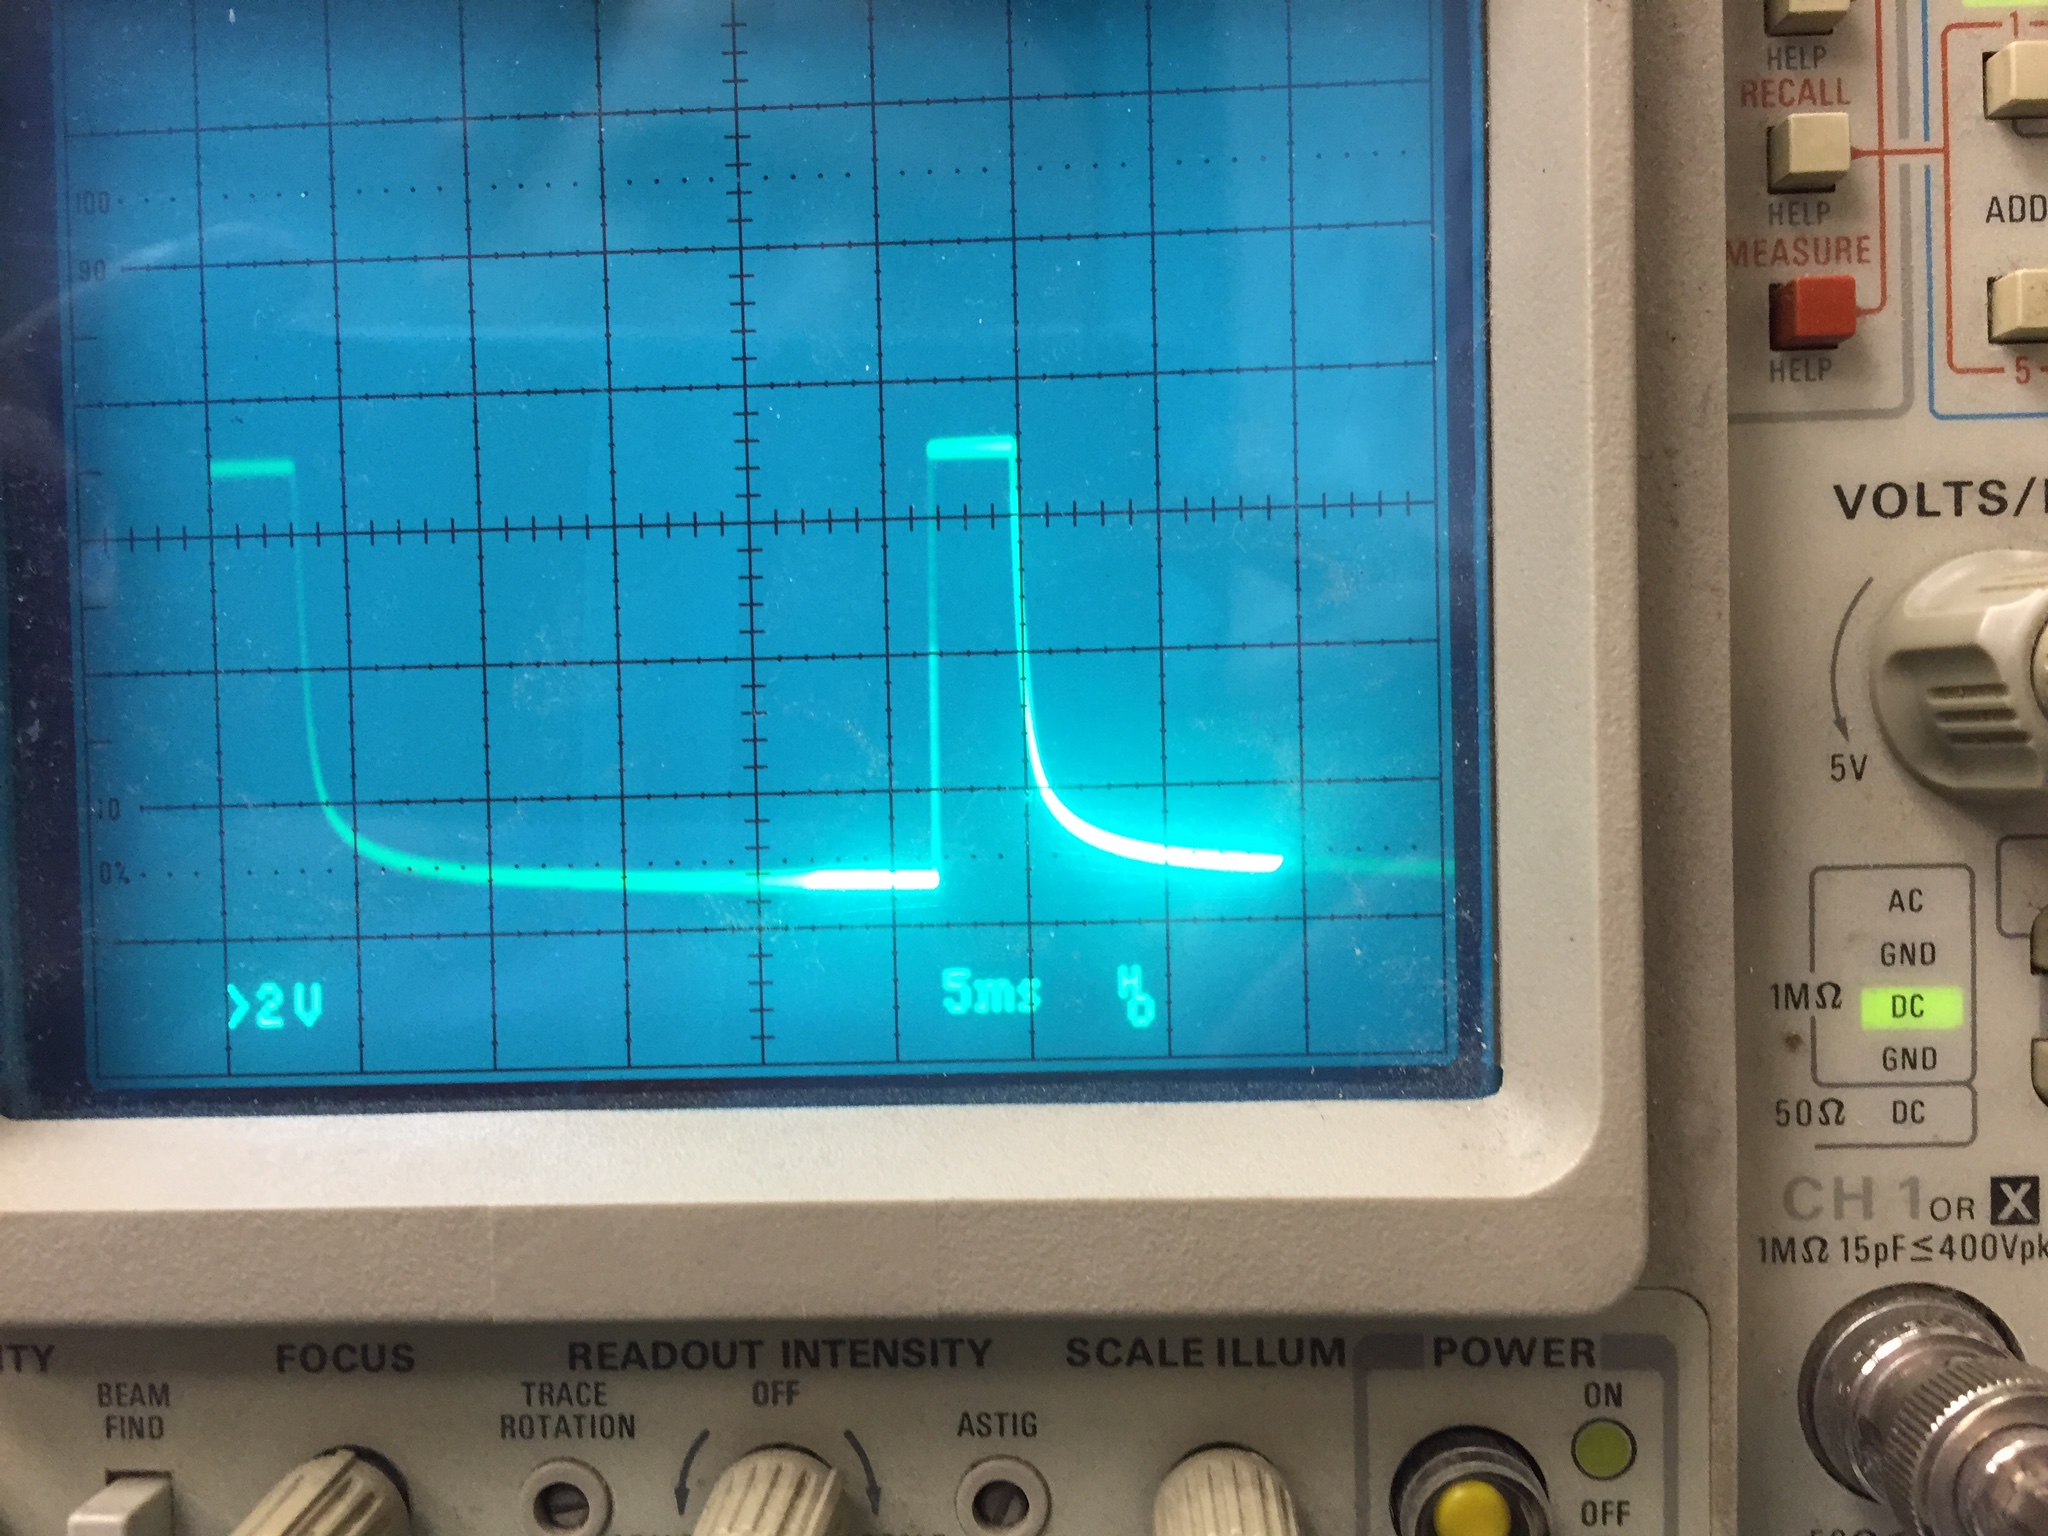 HELP
RECALL
1
100
90
HELP
MEASURE
ADD
HELP
5
VOLTS/
5V
10
0%
>2V
5ms
H
O
AC
GND
1MΩ DC
GND
50Ω DC
CH 1 OR X
1MΩ 15pF≤400Vpk
FOCUS
READOUT INTENSITY
SCALE ILLUM
POWER
BEAM
FIND
TRACE
ROTATION
OFF
ASTIG
ON
OFF